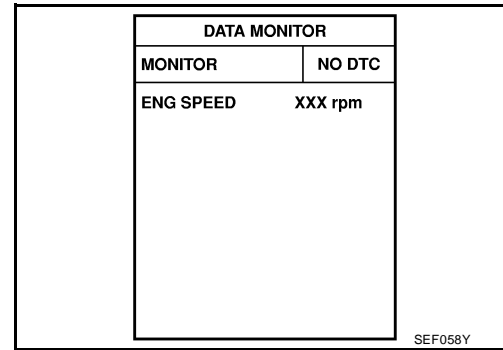 DATA MONITOR
MONITOR NO DTC
ENG SPEED XXX rpm
SEF058Y